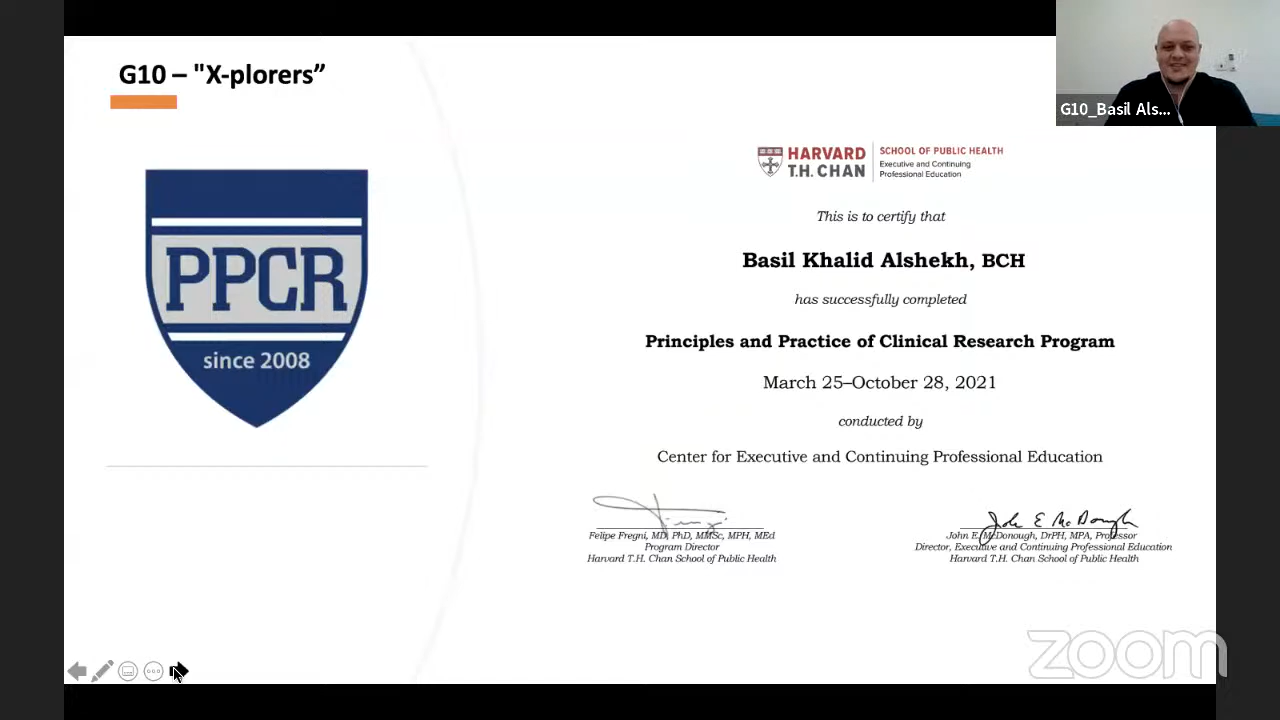 G10 – "X-plorers”
G10_Basil Als...
PPCR
since 2008
HARVARD
T.H. CHAN
SCHOOL OF PUBLIC HEALTH
Executive and Continuing
Professional Education
This is to certify that
Basil Khalid Alshekh, BCH
has successfully completed
Principles and Practice of Clinical Research Program
March 25–October 28, 2021
conducted by
Center for Executive and Continuing Professional Education
Felipe Fregni, MD, PhD, MMSc, MPH, MEd
Program Director
Harvard T.H. Chan School of Public Health
John E McDonough
John E. McDonough, DrPH, MPA, Professor
Director, Executive and Continuing Professional Education
Harvard T.H. Chan School of Public Health
zoom